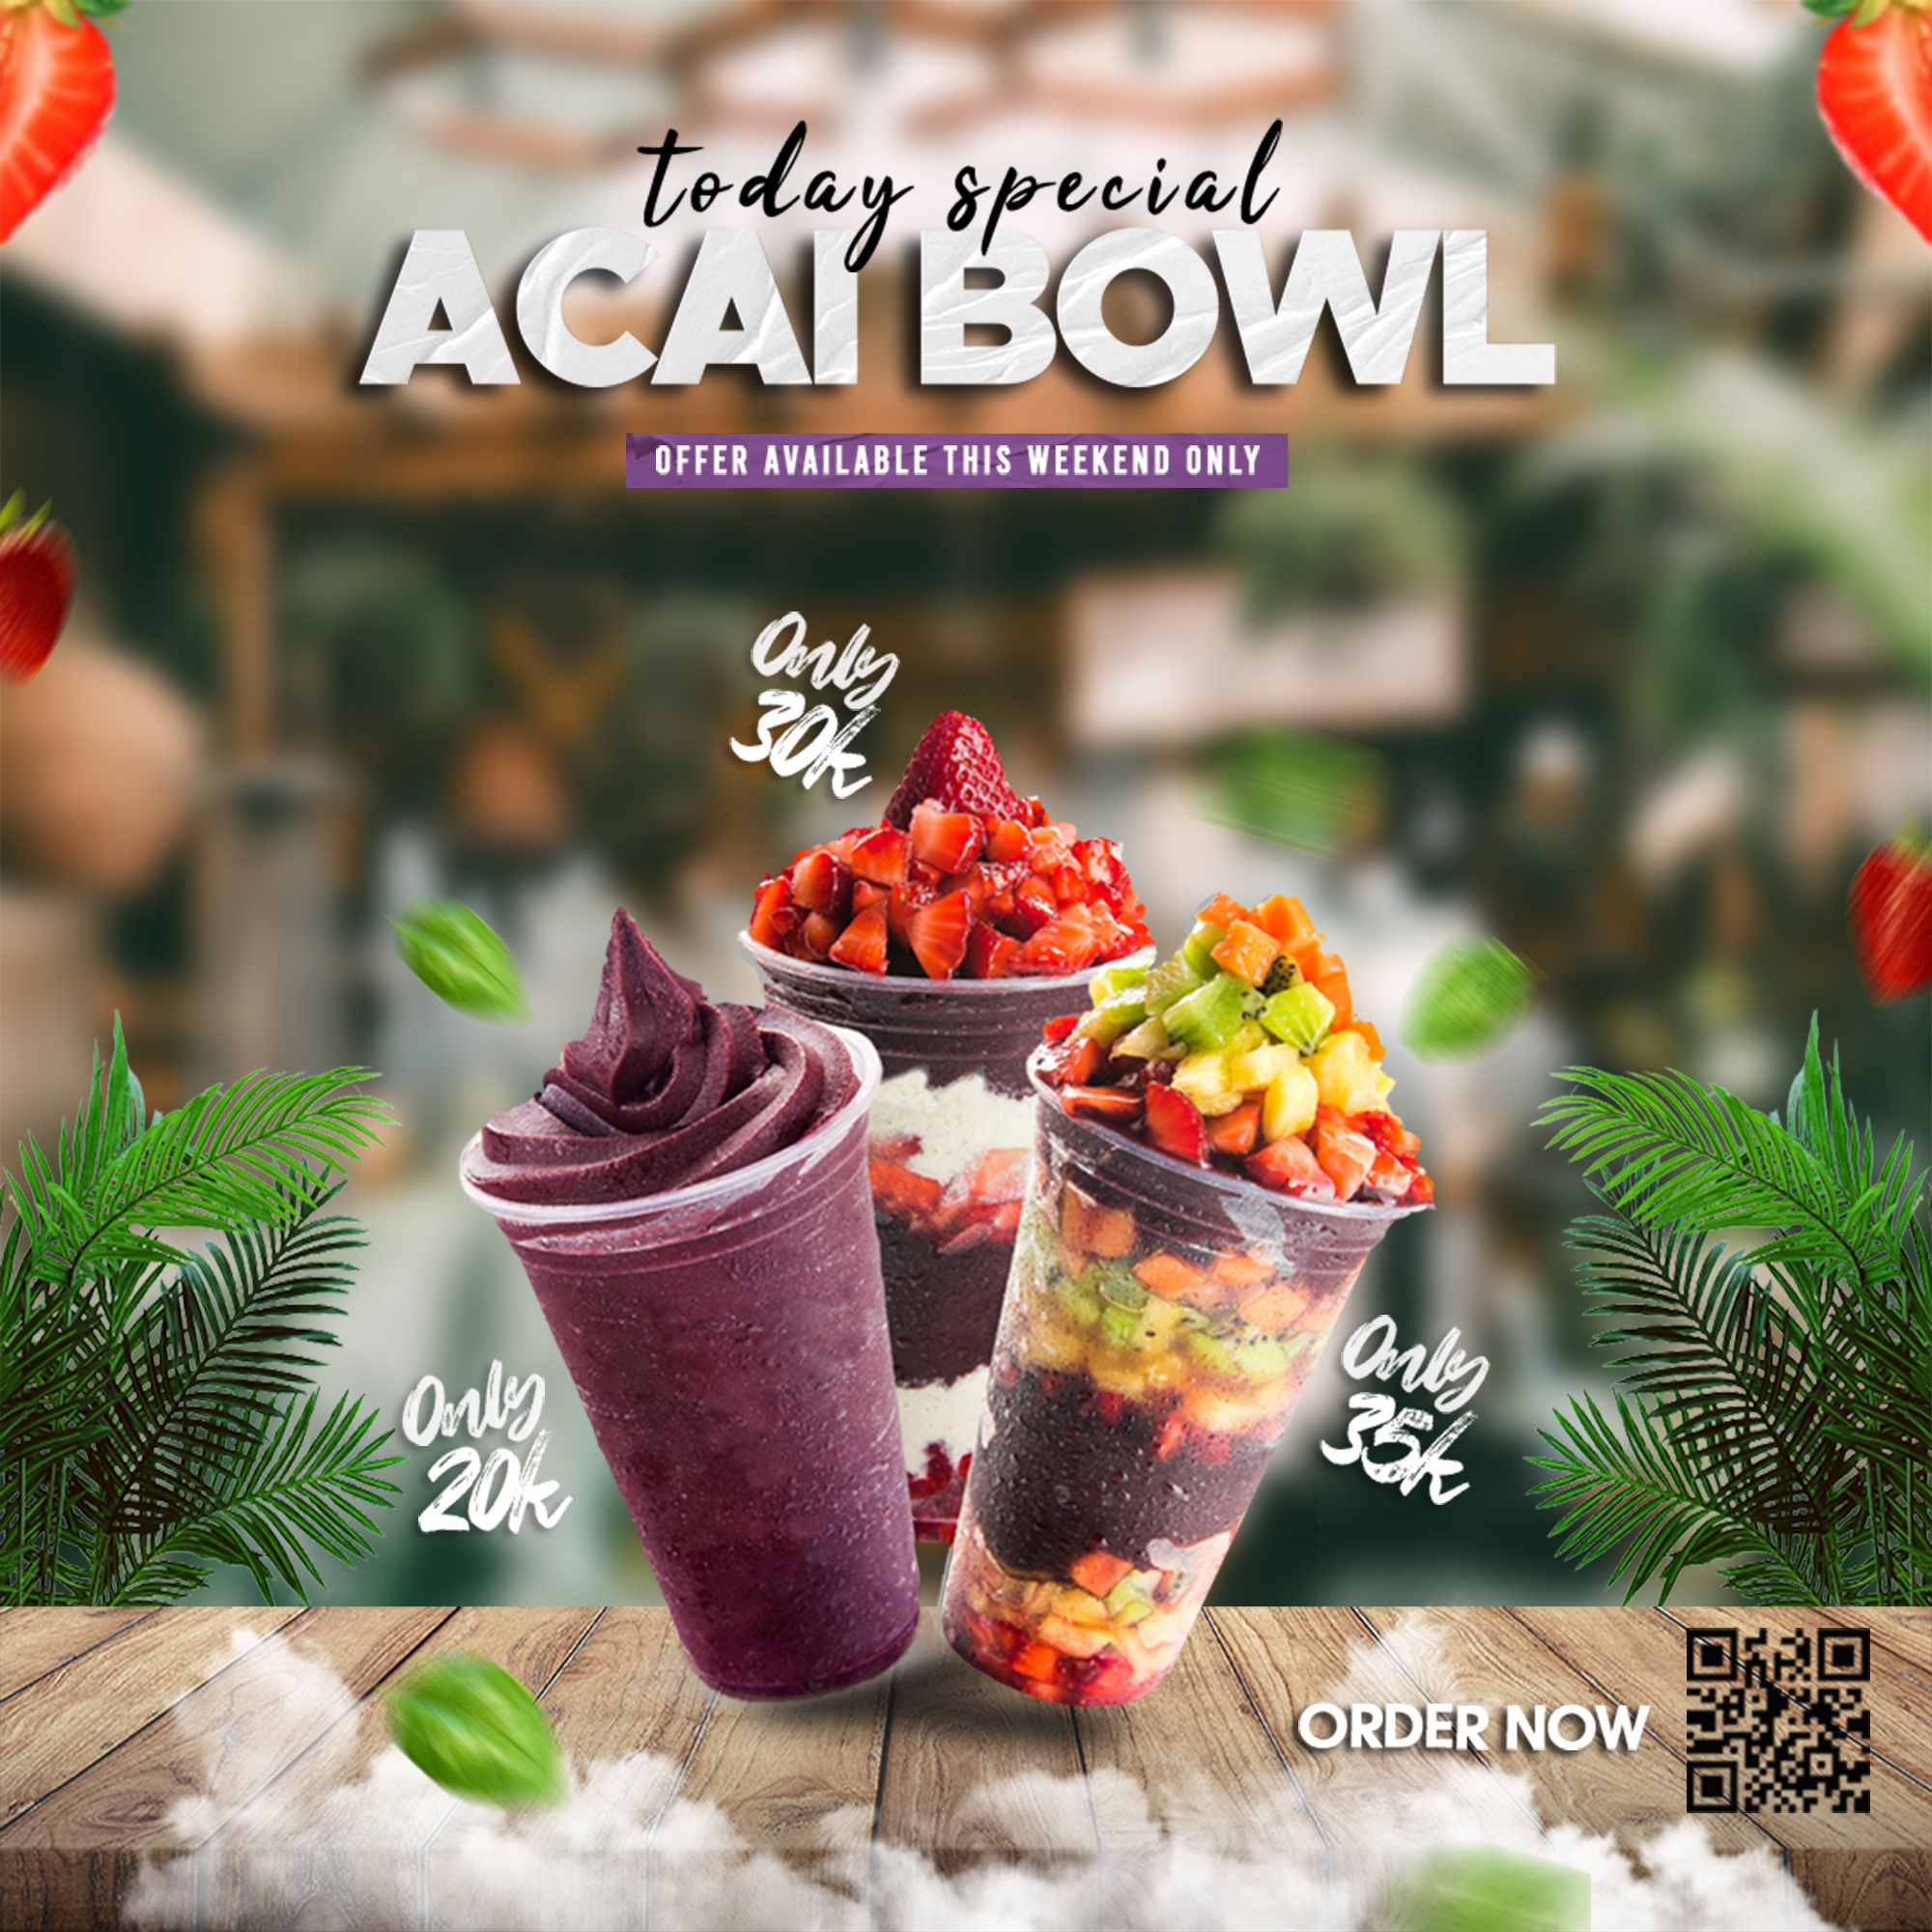 today special
ACAI BOWL
OFFER AVAILABLE THIS WEEKEND ONLY
Only
30k
Only
20k
Only
35k
ORDER NOW